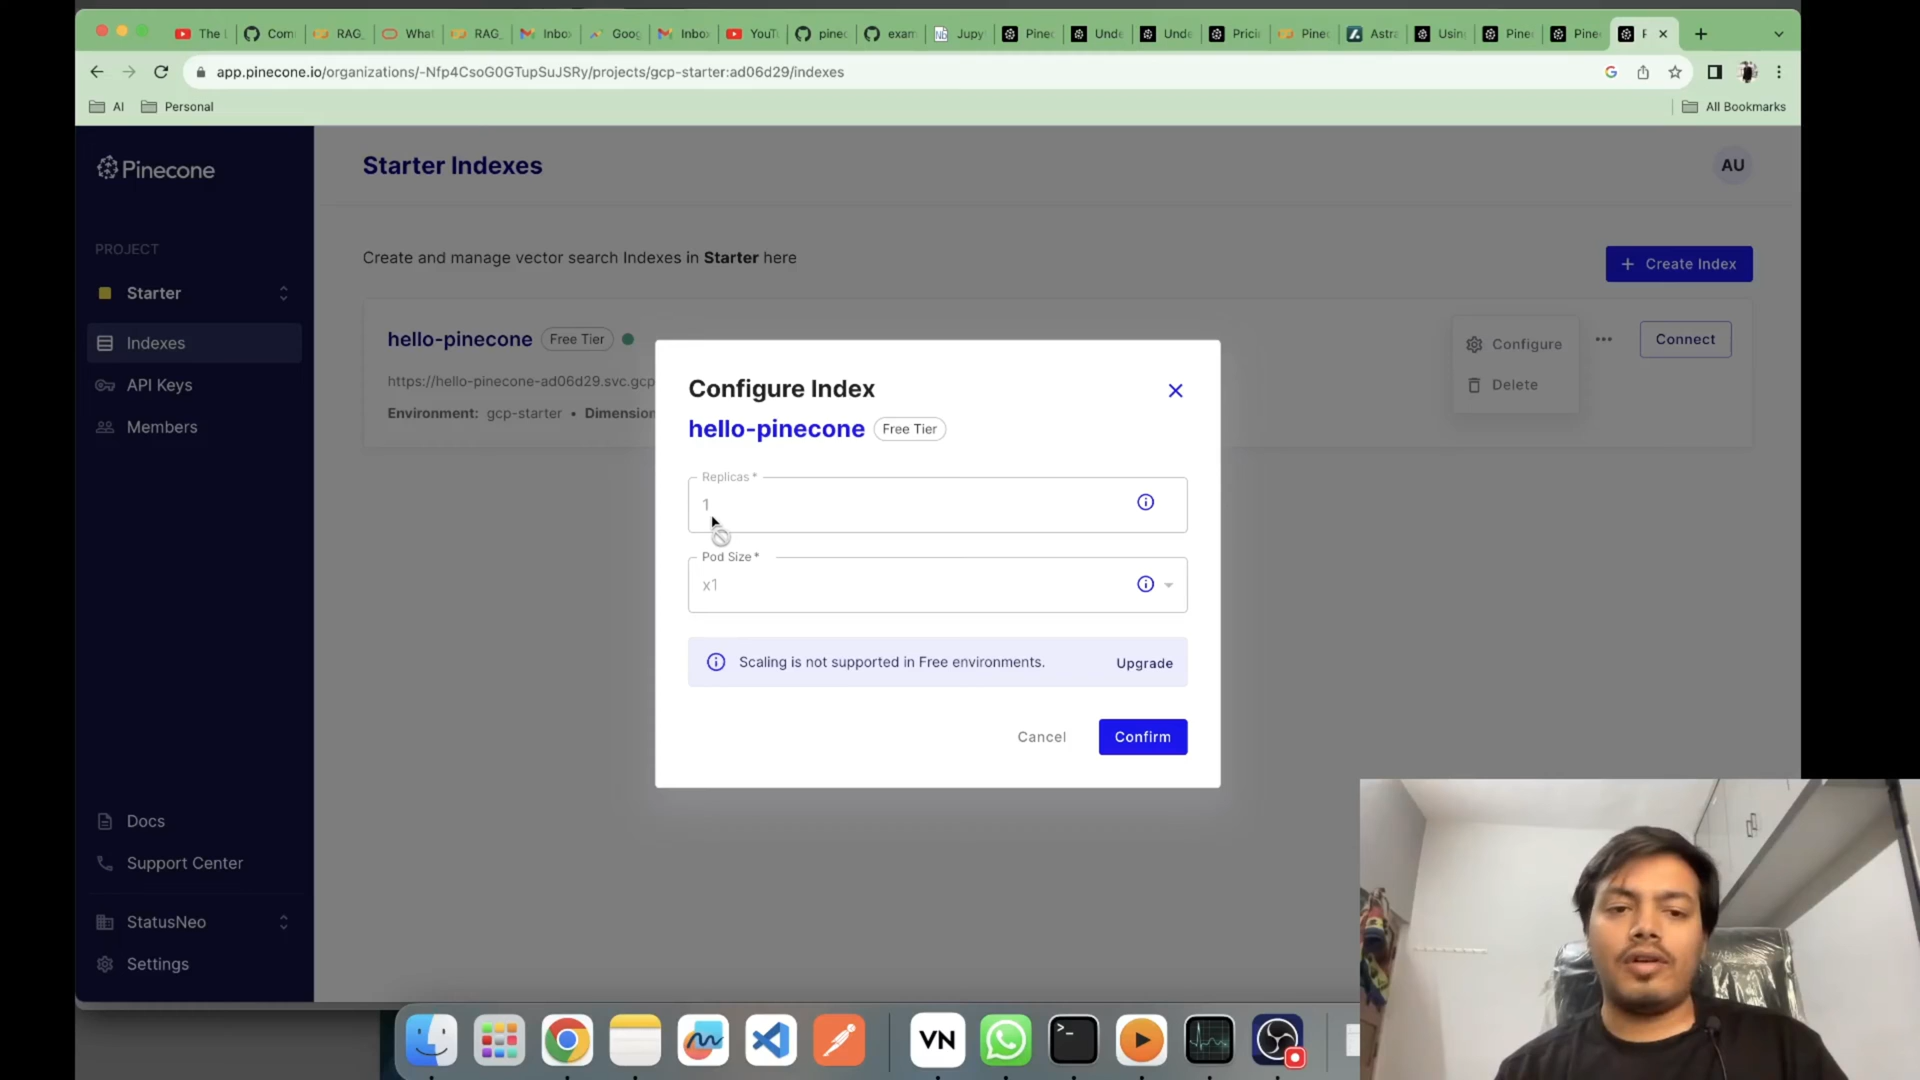 The
Com
RAG_
What
RAG_
Inbo
Goog
Inbo
YouT
pinec
exam
Jupy
Pinec
Unde
Unde
Prici
Pinec
Astra
Using
Pinec
Pinec
app.pinecone.io/organizations/-Nfp4CsoG0GTupSuJSRy/projects/gcp-starter:ad06d29/indexes
AI
Personal
All Bookmarks
Pinecone
Starter Indexes
AU
PROJECT
Create and manage vector search Indexes in Starter here
+ Create Index
Starter
hello-pinecone Free Tier
Configure
Connect
Indexes
https://hello-pinecone-ad06d29.svc.gcp
Delete
API Keys
Environment: gcp-starter • Dimension
Members
Configure Index
hello-pinecone Free Tier
Replicas *
1
Pod Size *
x1
Scaling is not supported in Free environments.
Upgrade
Cancel
Confirm
Docs
Support Center
StatusNeo
Settings
VN